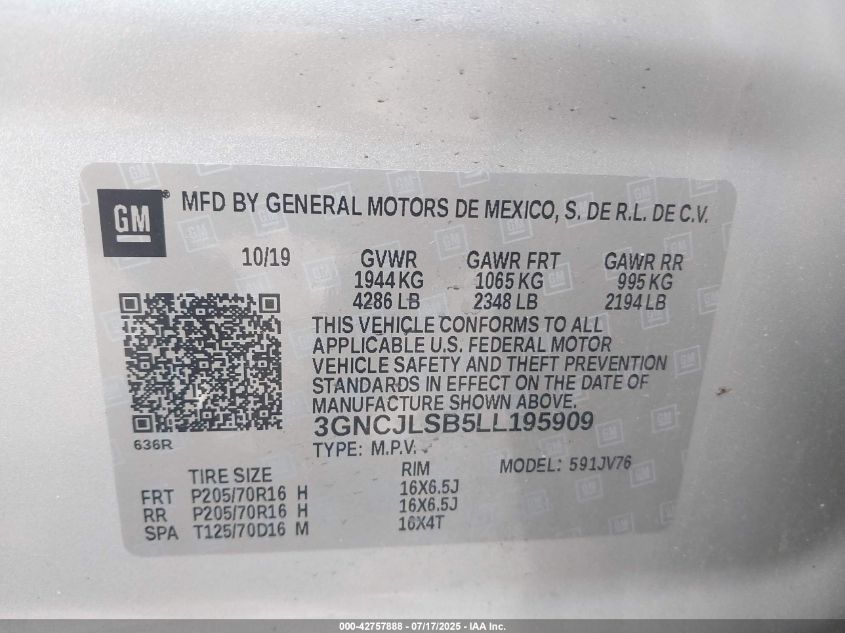 GM ® MFD BY GENERAL MOTORS DE MEXICO, S. DE R.L. DE C.V.
10/19 GVWR GAWR FRT GAWR RR
1944 KG 1065 KG 995 KG
4286 LB 2348 LB 2194 LB
THIS VEHICLE CONFORMS TO ALL
APPLICABLE U.S. FEDERAL MOTOR
VEHICLE SAFETY AND THEFT PREVENTION
STANDARDS IN EFFECT ON THE DATE OF
MANUFACTURE SHOWN ABOVE.
3GNCJLSB5LL195909
636R
TYPE: M.P.V. MODEL: 591JV76
TIRE SIZE RIM
FRT P205/70R16 H 16X6.5J
RR P205/70R16 H 16X6.5J
SPA T125/70D16 M 16X4T
000-42757888 - 07/17/2025 - IAA Inc.